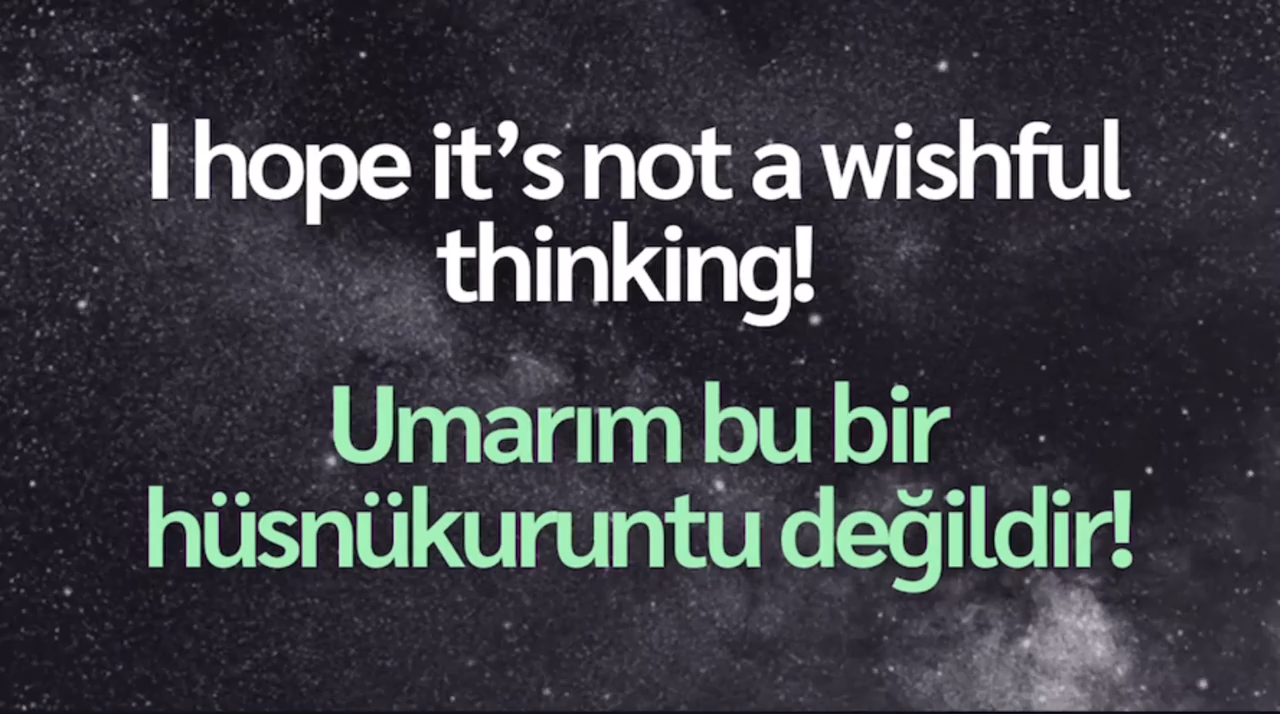 I hope it’s not a wishful
thinking!
Umarım bu bir
hüsnükuruntu değildir!